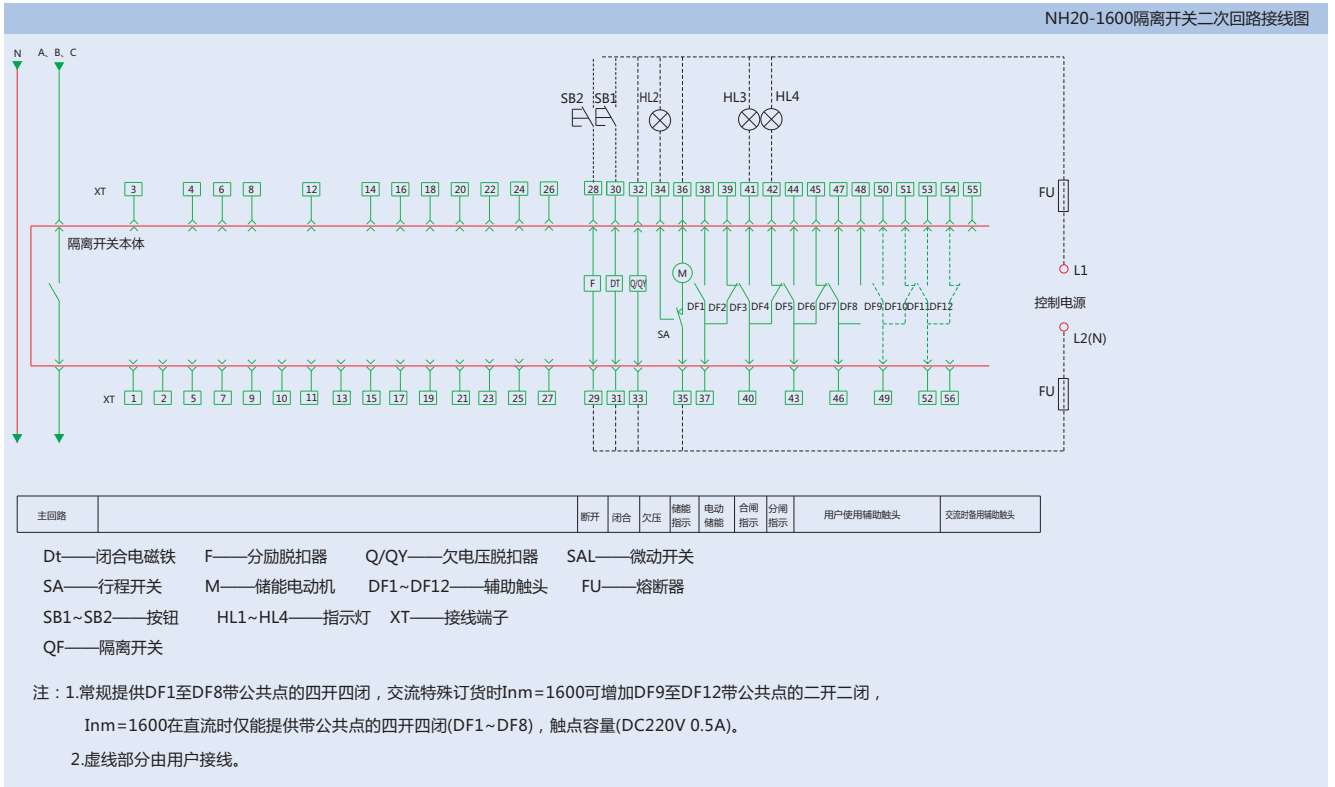 NH20-1600隔离开关二次回路接线图
N A、B、C
SB2 SB1 HL2 HL3 HL4
XT 3 4 6 8 12 14 16 18 20 22 24 26 28 30 32 34 36 38 39 41 42 44 45 47 48 50 51 53 54 55
FU
隔离开关本体
L1
F DT Q/QY M
控制电源
DF1 DF2 DF3 DF4 DF5 DF6 DF7 DF8 DF9 DF10 DF11 DF12
SA
L2(N)
XT 1 2 5 7 9 10 11 13 15 17 19 21 23 25 27 29 31 33 35 37 40 43 46 49 52 56
FU
主回路 断开 闭合 欠压 储能指示 电动储能 合闸指示 分闸指示 用户使用辅助触头 交流时备用辅助触头
Dt——闭合电磁铁 F——分励脱扣器 Q/QY——欠电压脱扣器 SAL——微动开关
SA——行程开关 M——储能电动机 DF1~DF12——辅助触头 FU——熔断器
SB1~SB2——按钮 HL1~HL4——指示灯 XT——接线端子
QF——隔离开关
注：1.常规提供DF1至DF8带公共点的四开四闭，交流特殊订货时Inm=1600可增加DF9至DF12带公共点的二开二闭，
Inm=1600在直流时仅能提供带公共点的四开四闭(DF1~DF8)，触点容量(DC220V 0.5A)。
2.虚线部分由用户接线。